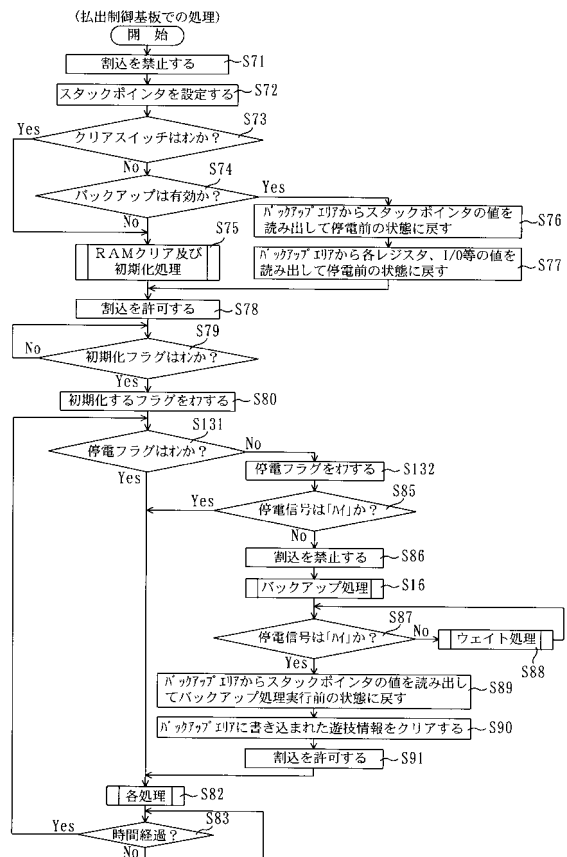 (払出制御基板での処理)
開 始
割込を禁止する S71
スタックポインタを設定する S72
S73
Yes クリアスイッチはｵﾝか？
No S74
バックアップは有効か？ Yes
No
S75
RAMクリア及び
初期化処理
ﾊﾞｯｸｱｯﾌﾟｴﾘｱからスタックポインタの値を
読み出して停電前の状態に戻す S76
ﾊﾞｯｸｱｯﾌﾟｴﾘｱから各レジスタ、I/O等の値を
読み出して停電前の状態に戻す S77
割込を許可する S78
S79
No 初期化フラグはｵﾝか？
Yes
初期化するフラグをｵﾌする S80
S131
停電フラグはｵﾝか？ No
Yes
停電フラグをｵﾌする S132
S85
Yes 停電信号は｢ﾊｲ｣か？
No
割込を禁止する S86
バックアップ処理 S16
S87
停電信号は｢ﾊｲ｣か？ No ウェイト処理
S88
Yes
ﾊﾞｯｸｱｯﾌﾟｴﾘｱからスタックポインタの値を読み出し
てバックアップ処理実行前の状態に戻す S89
ﾊﾞｯｸｱｯﾌﾟｴﾘｱに書き込まれた遊技情報をクリアする S90
割込を許可する S91
各処理 S82
S83
Yes 時間経過？
No